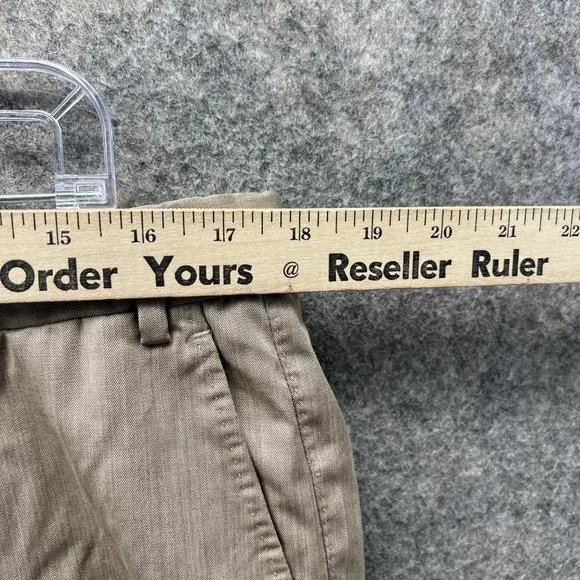 15 16 17 18 19 20 21 22
Order Yours @ Reseller Ruler